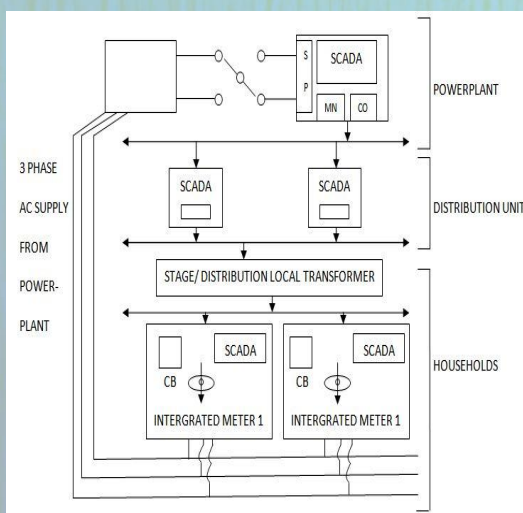 S
P
SCADA
MN
CO
POWERPLANT
3 PHASE
AC SUPPLY
FROM
POWER-
PLANT
SCADA
SCADA
DISTRIBUTION UNIT
STAGE/ DISTRIBUTION LOCAL TRANSFORMER
SCADA
CB
INTERGRATED METER 1
SCADA
CB
INTERGRATED METER 1
HOUSEHOLDS